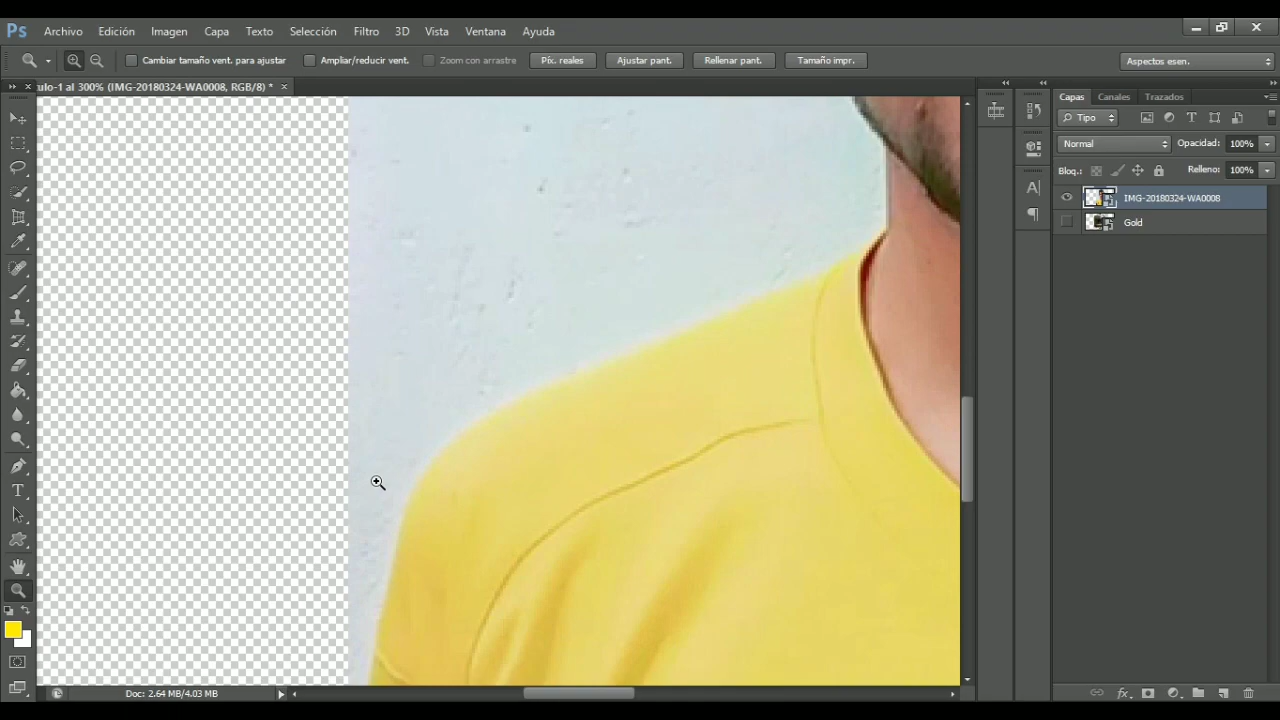 Ps Archivo Edición Imagen Capa Texto Selección Filtro 3D Vista Ventana Ayuda
Cambiar tamaño vent. para ajustar Ampliar/reducir vent. Zoom con arrastre Píx. reales Ajustar pant. Rellenar pant. Tamaño impr. Aspectos esen.
tulo-1 al 300% (IMG-20180324-WA0008, RGB/8) *
Capas Canales Trazados
Tipo
Normal Opacidad: 100%
Bloq.: Relleno: 100%
IMG-20180324-WA0008
Gold
Doc: 2.64 MB/4.03 MB